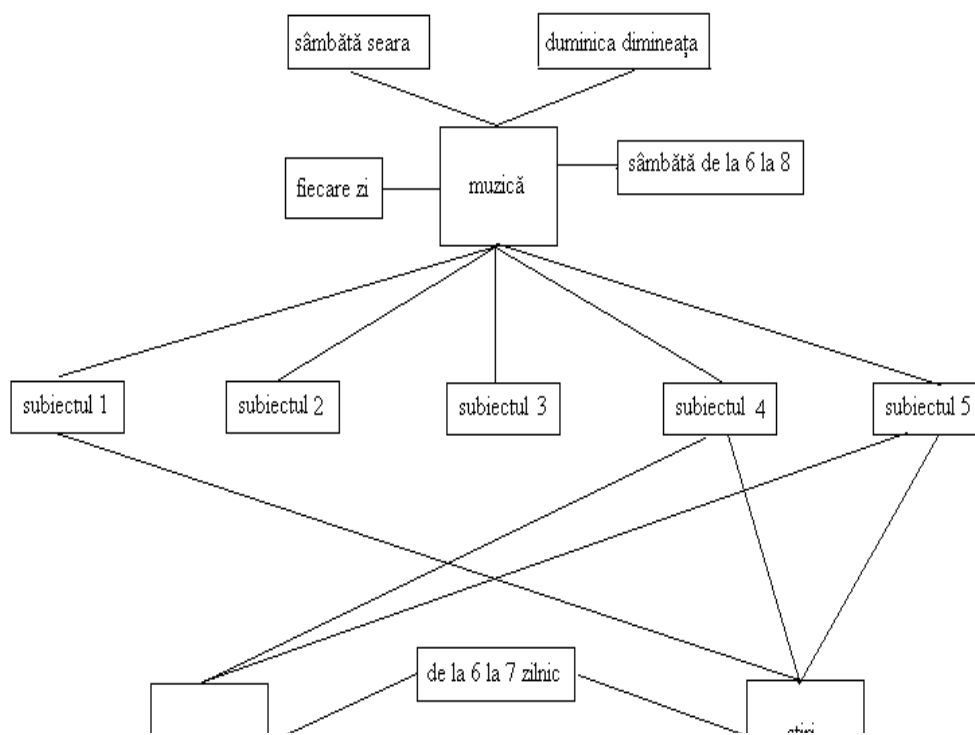 sâmbătă seara
duminica dimineața
fiecare zi
muzică
sâmbătă de la 6 la 8
subiectul 1
subiectul 2
subiectul 3
subiectul 4
subiectul 5
de la 6 la 7 zilnic
știri